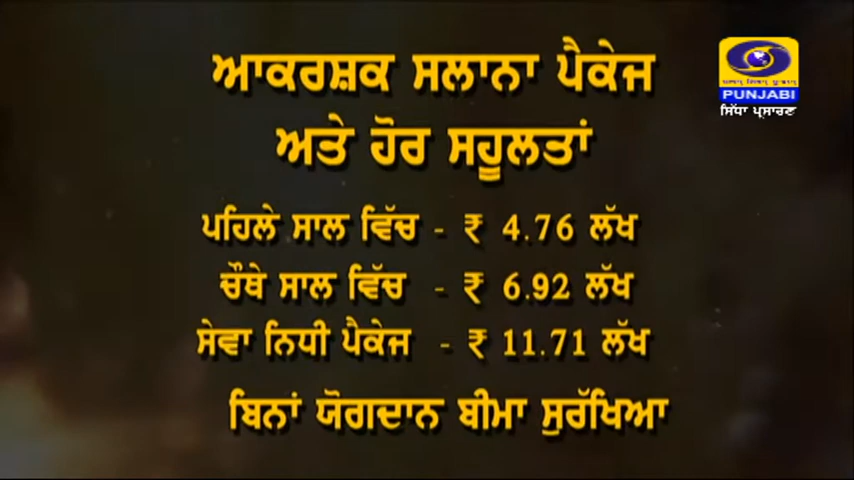 ਆਕਰਸ਼ਕ ਸਲਾਨਾ ਪੈਕੇਜ
PUNJABI
ਸਿੱਧਾ ਪ੍ਰਸਾਰਣ
ਅਤੇ ਹੋਰ ਸਹੂਲਤਾਂ
ਪਹਿਲੇ ਸਾਲ ਵਿੱਚ - ₹ 4.76 ਲੱਖ
ਚੌਥੇ ਸਾਲ ਵਿੱਚ - ₹ 6.92 ਲੱਖ
ਸੇਵਾ ਨਿਧੀ ਪੈਕੇਜ - ₹ 11.71 ਲੱਖ
ਬਿਨਾਂ ਯੋਗਦਾਨ ਬੀਮਾ ਸੁਰੱਖਿਆ